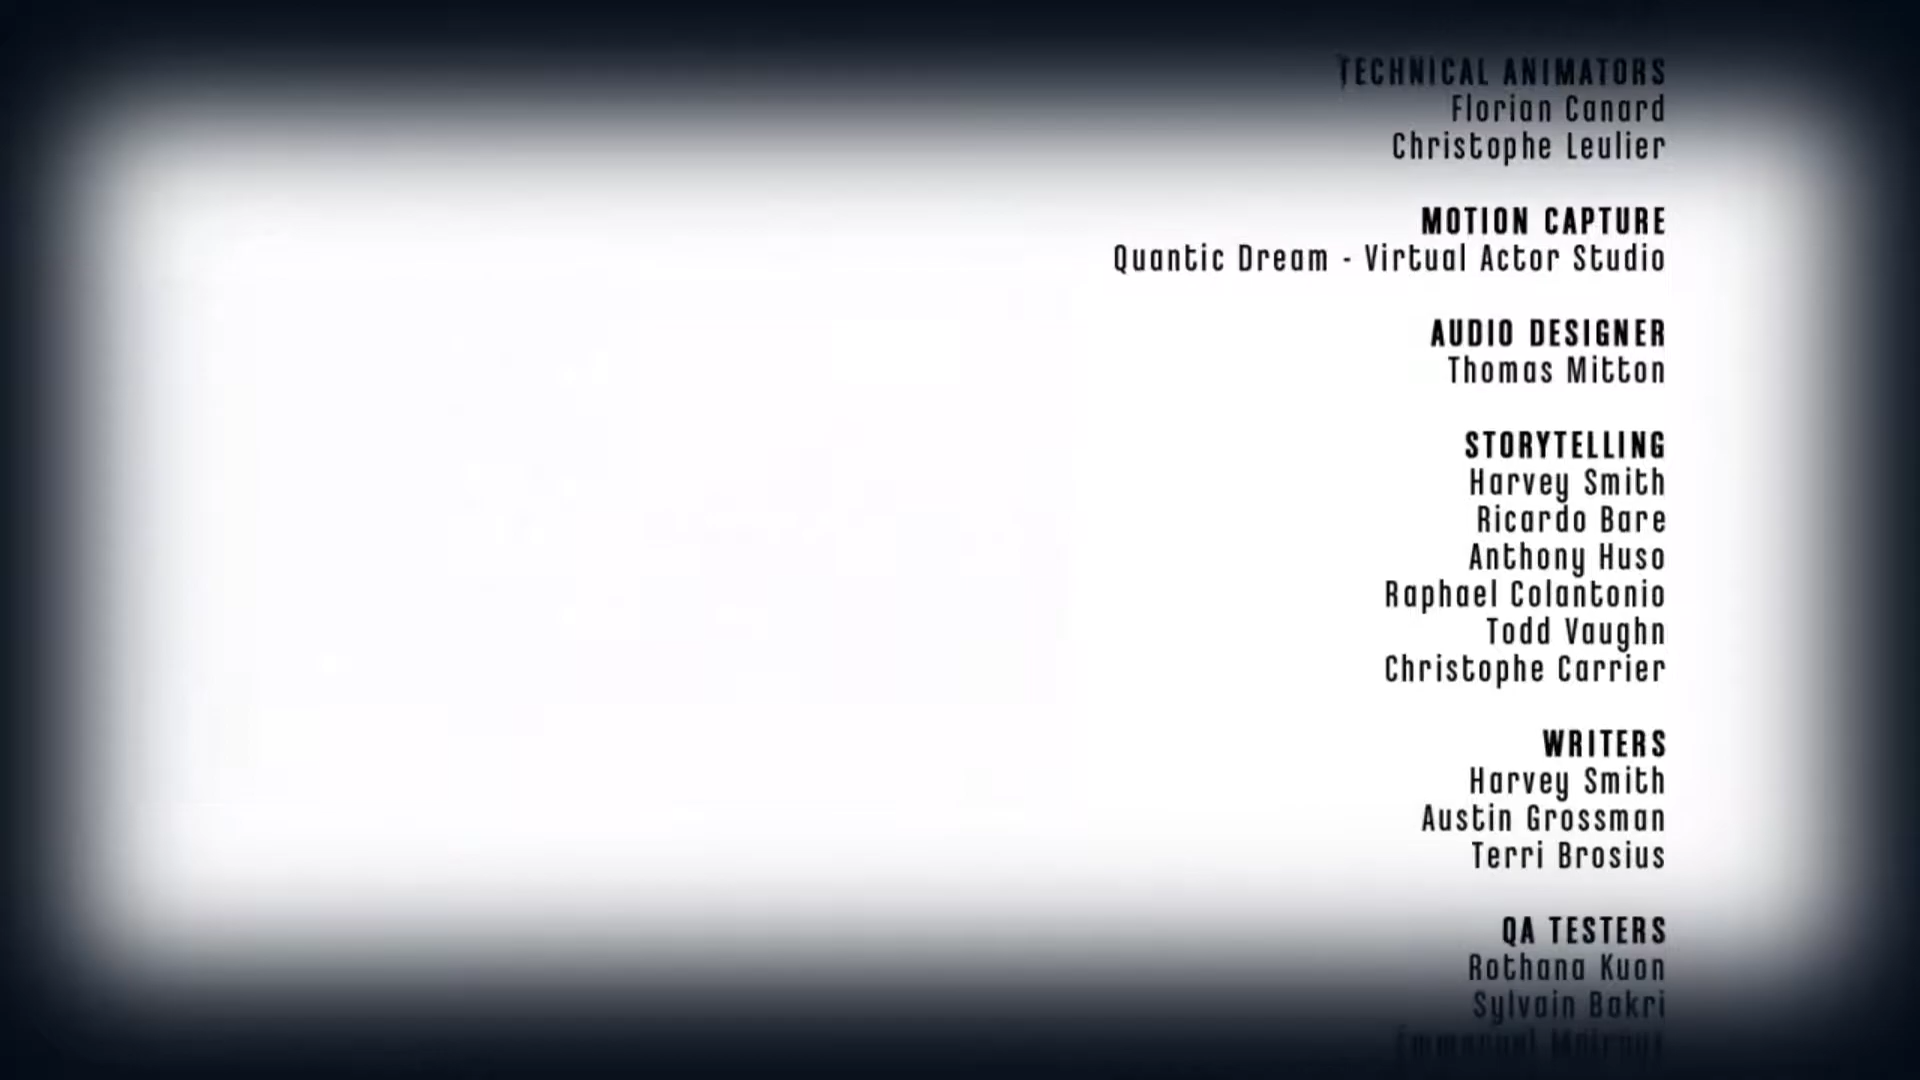 TECHNICAL ANIMATORS
Florian Canard
Christophe Leulier
MOTION CAPTURE
Quantic Dream - Virtual Actor Studio
AUDIO DESIGNER
Thomas Mitton
STORYTELLING
Harvey Smith
Ricardo Bare
Anthony Huso
Raphael Colantonio
Todd Vaughn
Christophe Carrier
WRITERS
Harvey Smith
Austin Grossman
Terri Brosius
QA TESTERS
Rothana Kuon
Sylvain Bakri
Emmanuel